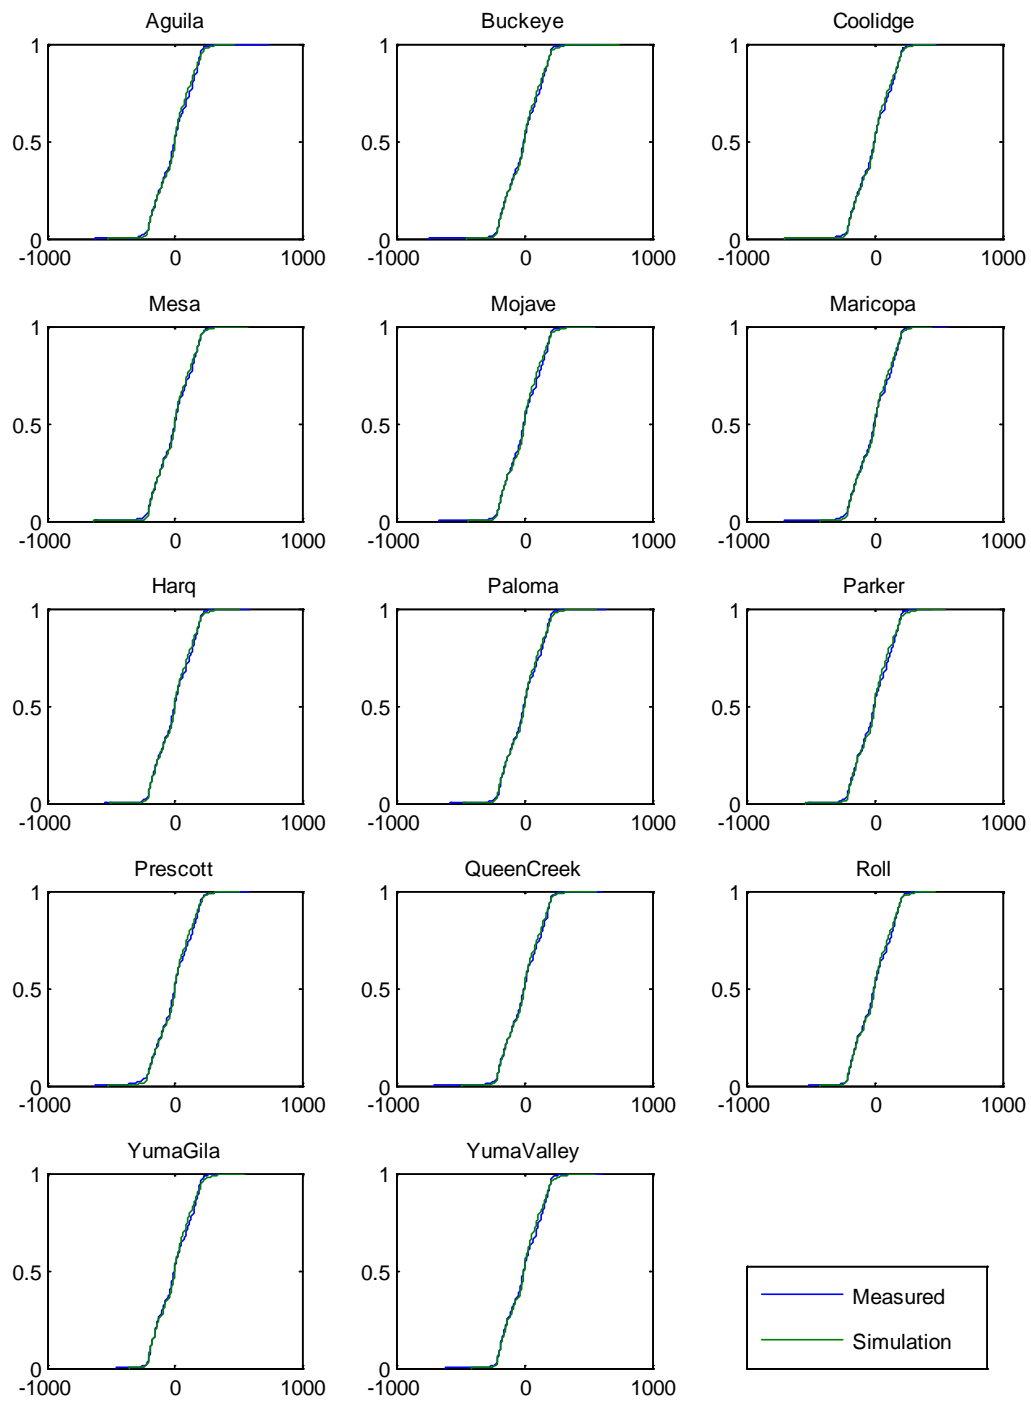 Aguila Buckeye Coolidge
1 1 1
0.5 0.5 0.5
0 0 0
-1000 0 1000 -1000 0 1000 -1000 0 1000
Mesa Mojave Maricopa
1 1 1
0.5 0.5 0.5
0 0 0
-1000 0 1000 -1000 0 1000 -1000 0 1000
Harq Paloma Parker
1 1 1
0.5 0.5 0.5
0 0 0
-1000 0 1000 -1000 0 1000 -1000 0 1000
Prescott QueenCreek Roll
1 1 1
0.5 0.5 0.5
0 0 0
-1000 0 1000 -1000 0 1000 -1000 0 1000
YumaGila YumaValley
1 1
0.5 0.5
Measured
Simulation
0 0
-1000 0 1000 -1000 0 1000